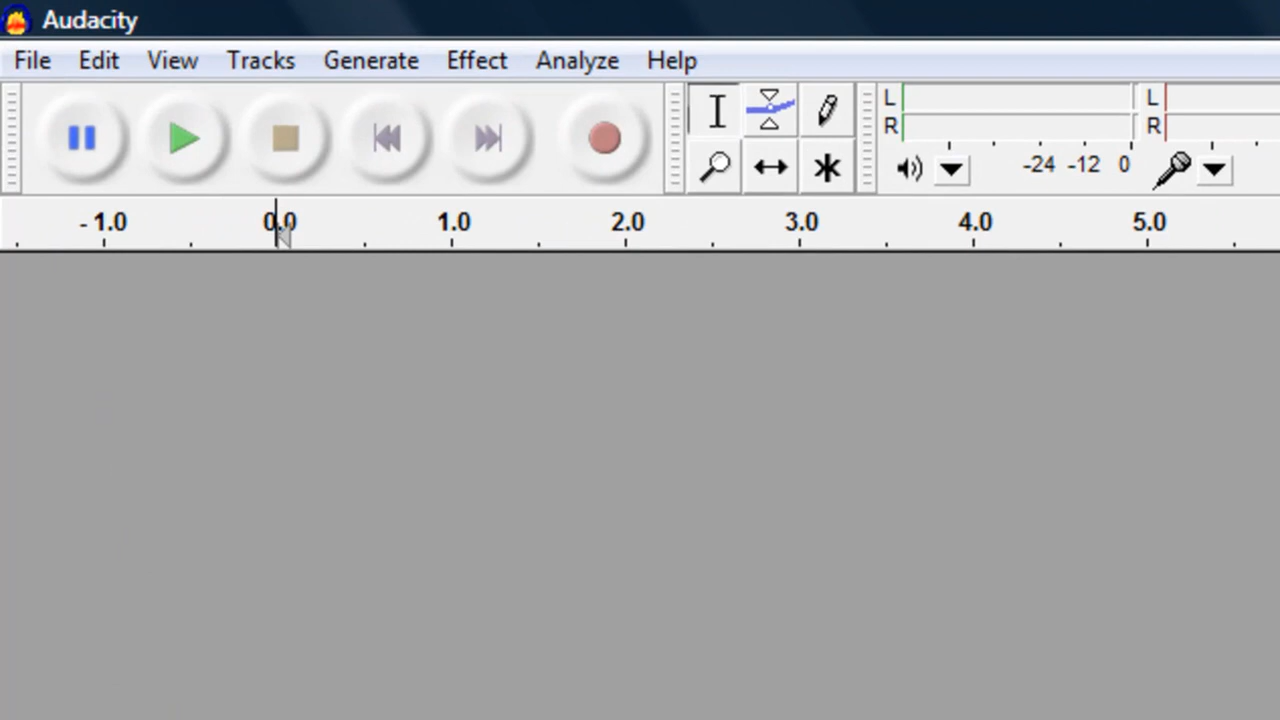 Audacity
File Edit View Tracks Generate Effect Analyze Help
L L
R R
-24 -12 0
- 1.0 0.0 1.0 2.0 3.0 4.0 5.0